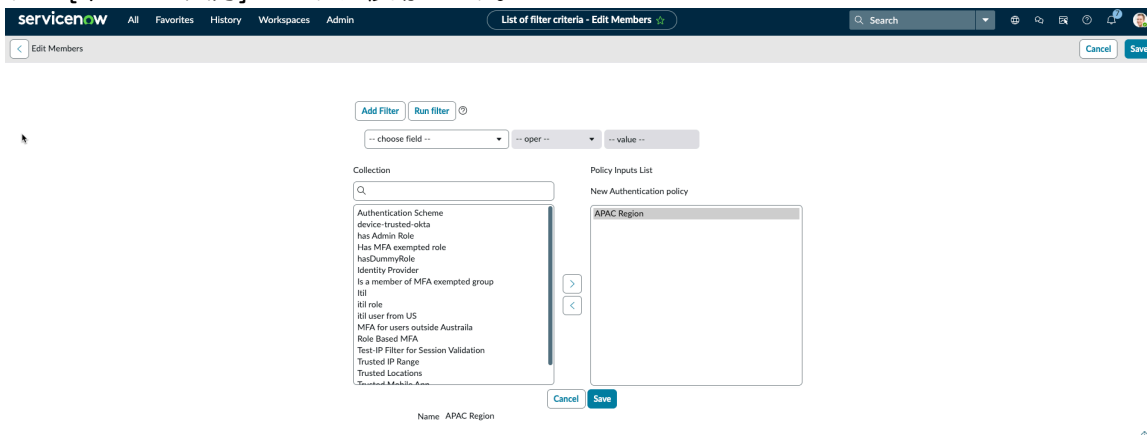 servicenow All Favorites History Workspaces Admin List of filter criteria - Edit Members Search
Edit Members Cancel Save
Add Filter Run filter
-- choose field -- -- oper -- -- value --
Collection
Policy Inputs List
New Authentication policy
Authentication Scheme
device-trusted-okta
has Admin Role
Has MFA exempted role
hasDummyRole
Identity Provider
Is a member of MFA exempted group
Itil
itil role
itil user from US
MFA for users outside Austraila
Role Based MFA
Test-IP Filter for Session Validation
Trusted IP Range
Trusted Locations
Trusted Mobile App
APAC Region
Cancel Save
Name APAC Region